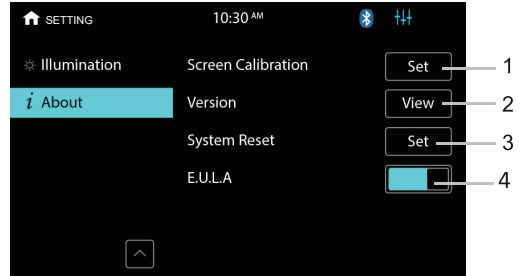 SETTING 10:30 AM
Illumination Screen Calibration Set 1
i About Version View 2
System Reset Set 3
E.U.L.A 4